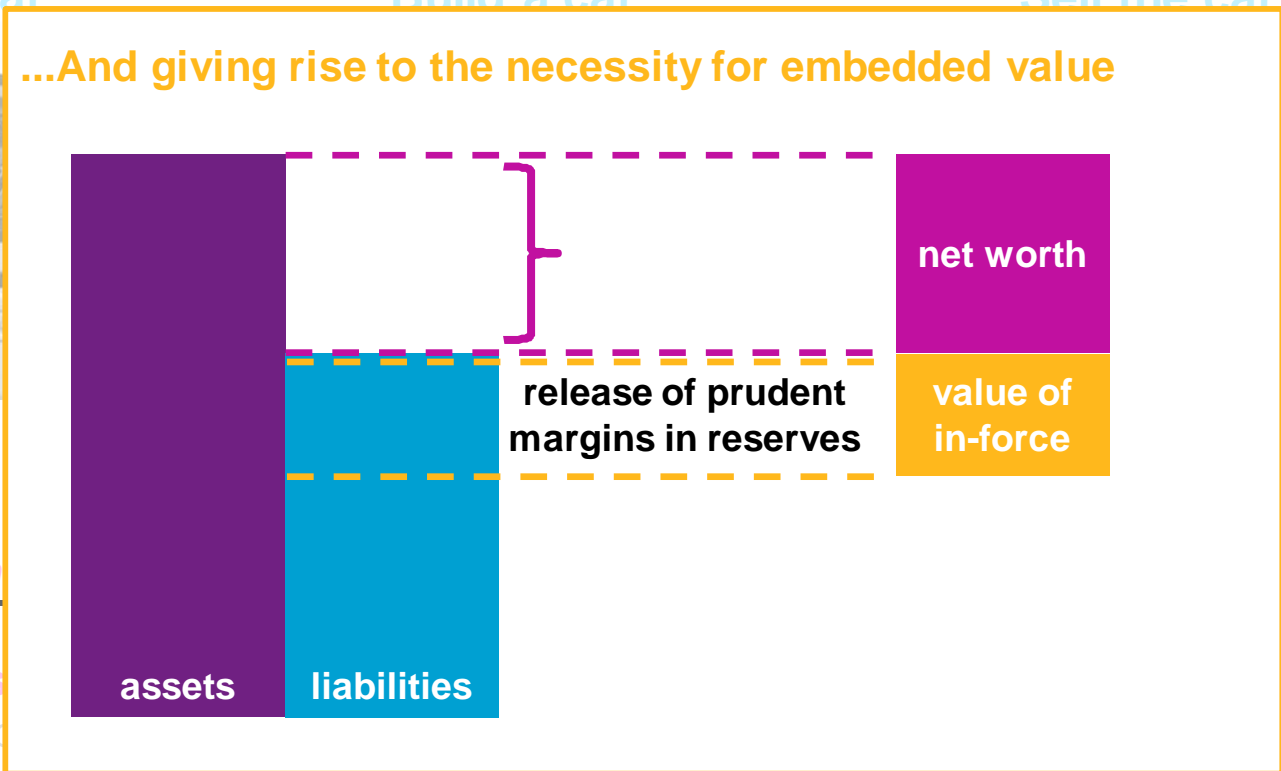 ...And giving rise to the necessity for embedded value
net worth
release of prudent
margins in reserves
value of
in-force
assets
liabilities